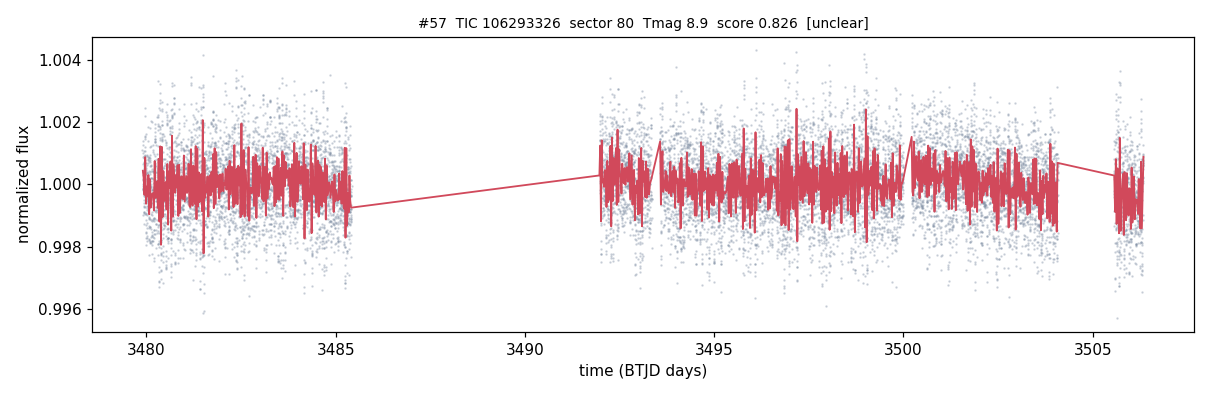 #57 TIC 106293326 sector 80 Tmag 8.9 score 0.826 [unclear]
normalized flux
1.004
1.002
1.000
0.998
0.996
3480 3485 3490 3495 3500 3505
time (BTJD days)